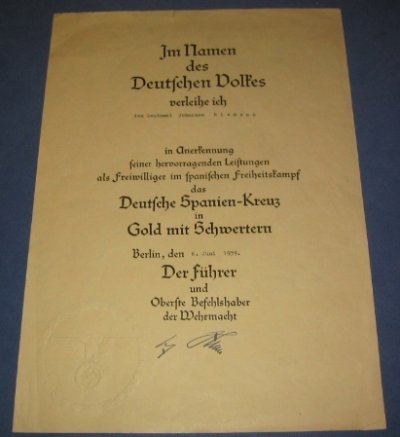 Im Namen
des
Deutschen Volkes
verleihe ich
dem Leutnant Johannes
in Anerkennung
seiner hervorragenden Leistungen
als Freiwilliger im spanischen Freiheitskampf
das
Deutsche Spanien-Kreuz
in
Gold mit Schwertern
Berlin, den 6. Juni 1939.
Der Führer
und
Oberste Befehlshaber
der Wehrmacht